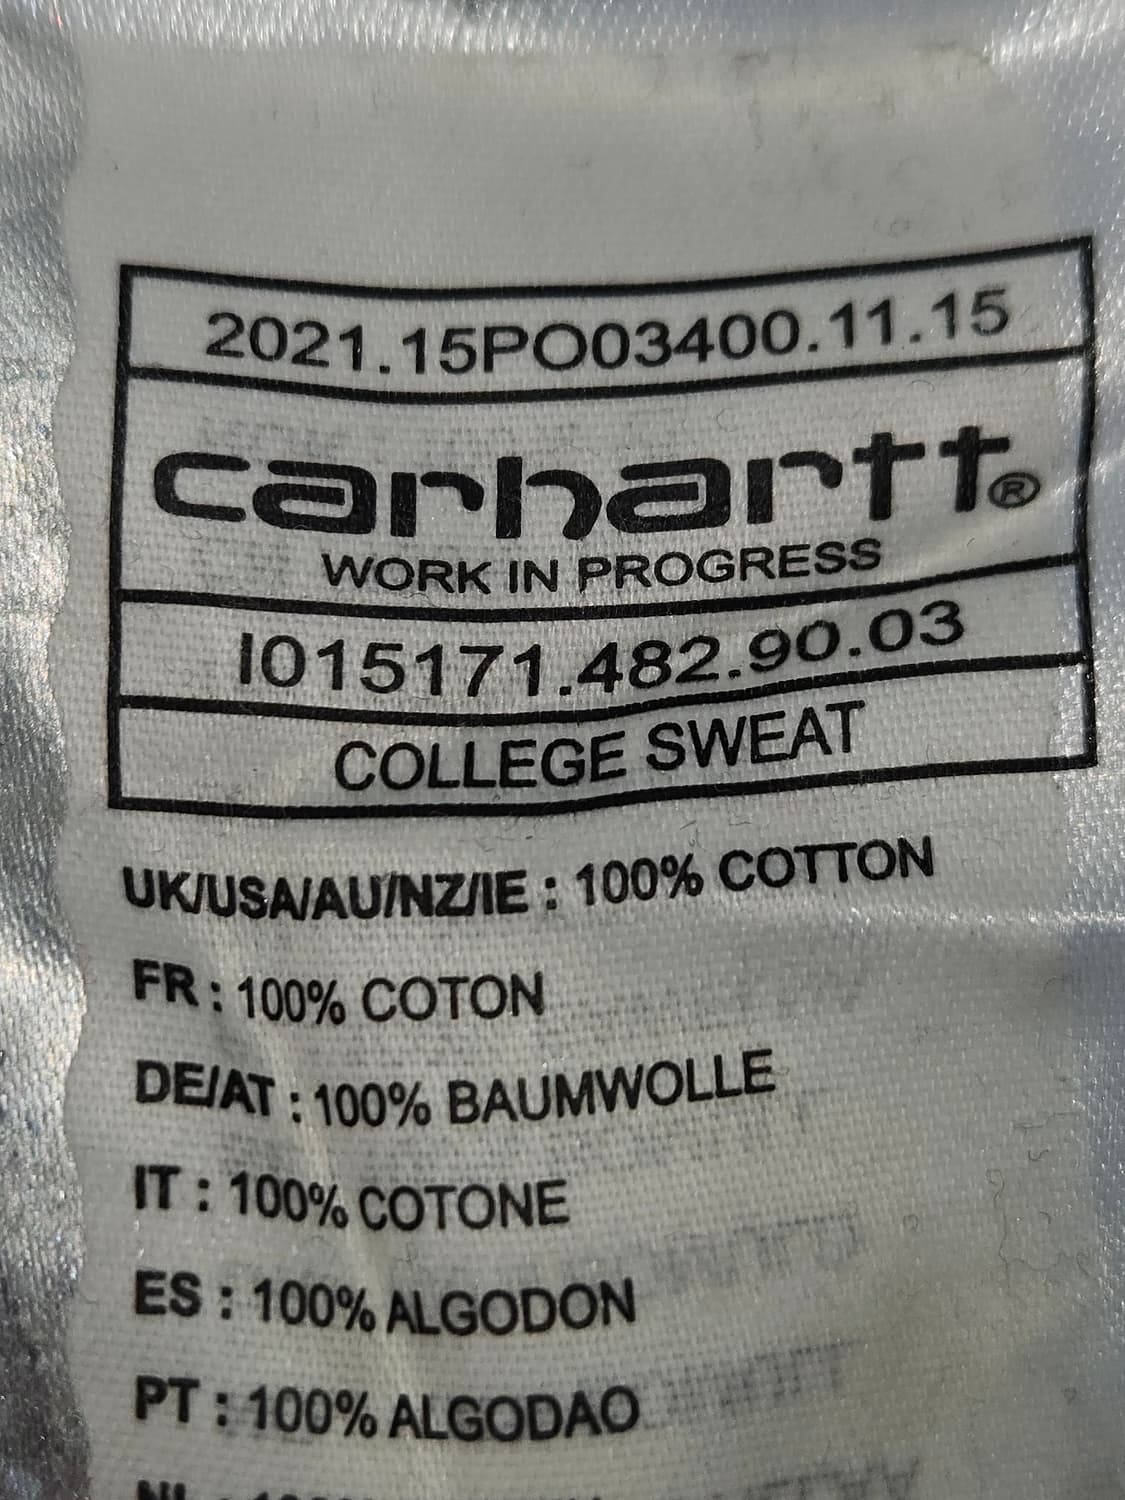 2021.15PO03400.11.15
carhartt®
WORK IN PROGRESS
I015171.482.90.03
COLLEGE SWEAT
UK/USA/AU/NZ/IE : 100% COTTON
FR : 100% COTON
DE/AT : 100% BAUMWOLLE
IT : 100% COTONE
ES : 100% ALGODON
PT : 100% ALGODAO